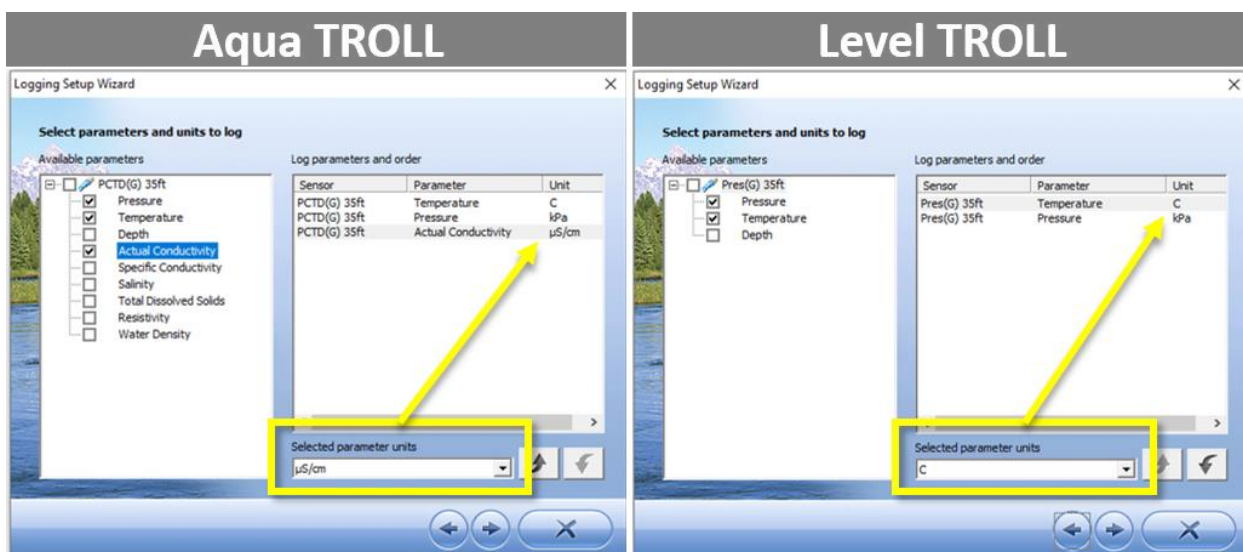 Aqua TROLL
Logging Setup Wizard
Select parameters and units to log
Available parameters
PCTD(G) 35ft
Pressure
Temperature
Depth
Actual Conductivity
Specific Conductivity
Salinity
Total Dissolved Solids
Resistivity
Water Density
Log parameters and order
Sensor Parameter Unit
PCTD(G) 35ft Temperature C
PCTD(G) 35ft Pressure kPa
PCTD(G) 35ft Actual Conductivity µS/cm
Selected parameter units
µS/cm
Level TROLL
Logging Setup Wizard
Select parameters and units to log
Available parameters
Pres(G) 35ft
Pressure
Temperature
Depth
Log parameters and order
Sensor Parameter Unit
Pres(G) 35ft Temperature C
Pres(G) 35ft Pressure kPa
Selected parameter units
C